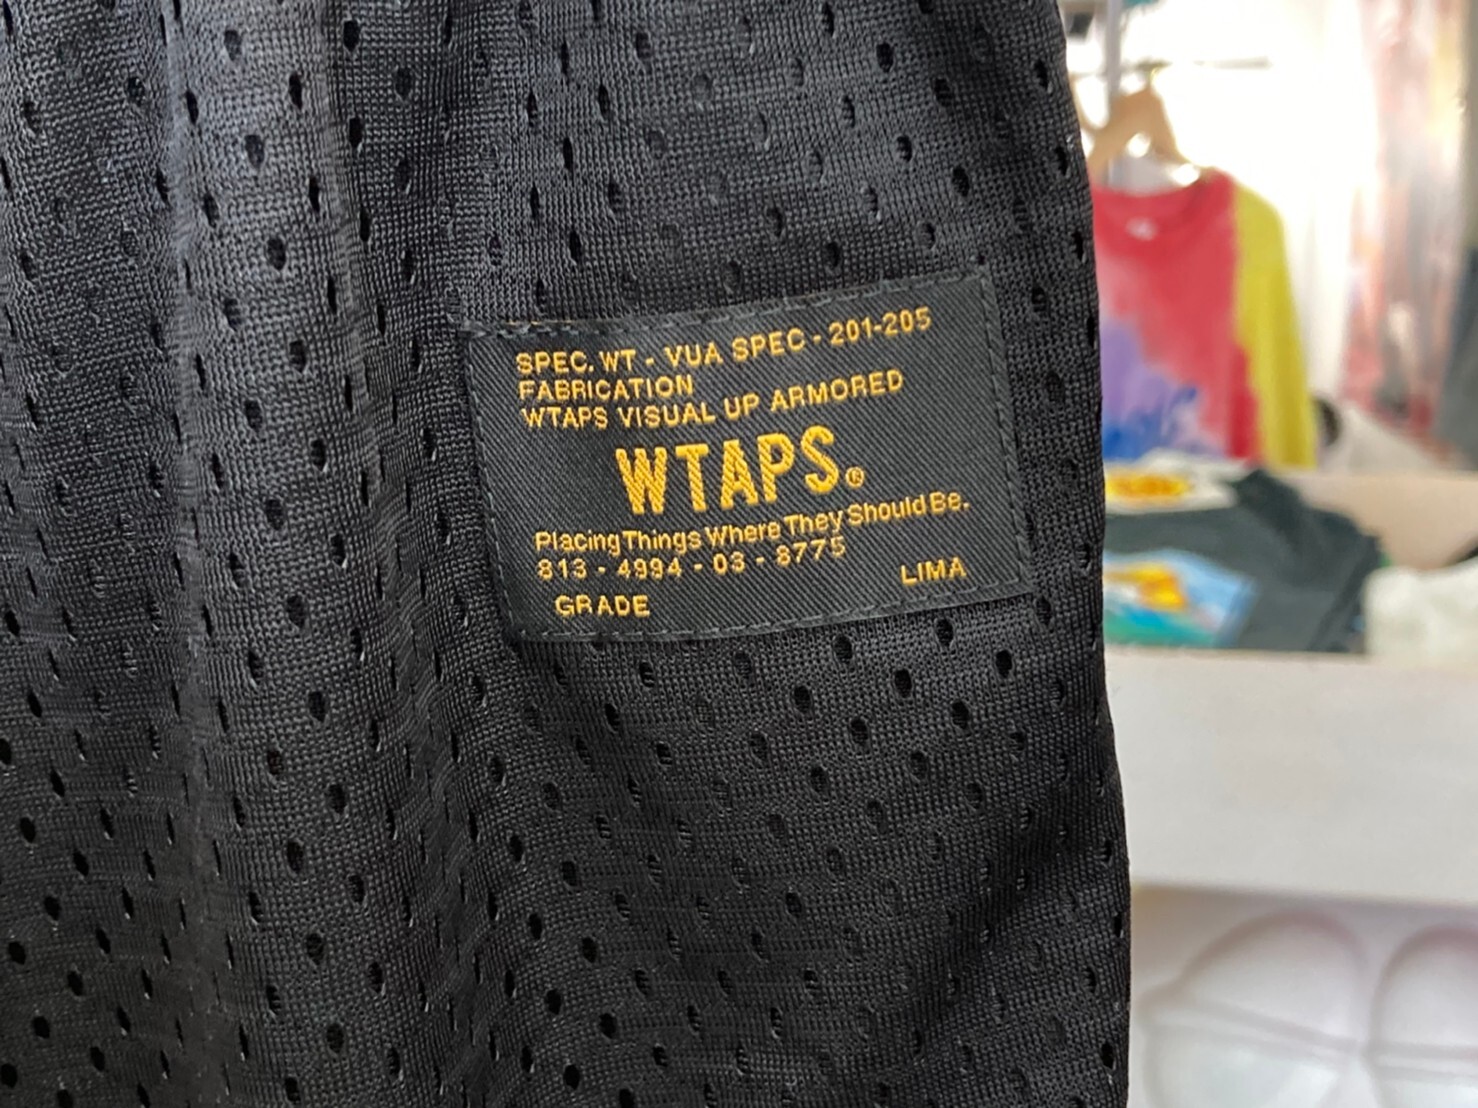 SPEC. WT - VUA SPEC - 201-205
FABRICATION
WTAPS VISUAL UP ARMORED
WTAPS.®
Placing Things Where They Should Be.
813 - 4994 - 03 - 8775
LIMA
GRADE